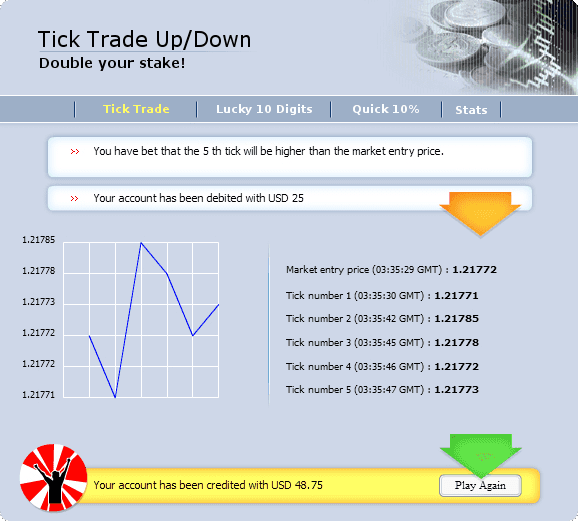 Tick Trade Up/Down
Double your stake!
Tick Trade
Lucky 10 Digits
Quick 10%
Stats
>> You have bet that the 5 th tick will be higher than the market entry price.
>> Your account has been debited with USD 25
1.21785
1.21778
1.21773
1.21772
1.21772
1.21771
Market entry price (03:35:29 GMT) : 1.21772
Tick number 1 (03:35:30 GMT) : 1.21771
Tick number 2 (03:35:42 GMT) : 1.21785
Tick number 3 (03:35:45 GMT) : 1.21778
Tick number 4 (03:35:46 GMT) : 1.21772
Tick number 5 (03:35:47 GMT) : 1.21773
Your account has been credited with USD 48.75
Play Again